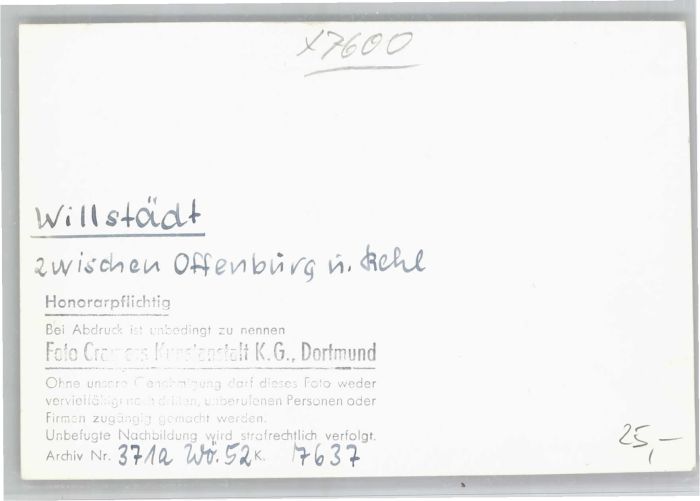 x7600
Willstädt
zwischen Offenburg u. Kehl
Honorarpflichtig
Bei Abdruck ist unbedingt zu nennen
Foto Cramers Kunstanstalt K.G., Dortmund
Ohne unsere Genehmigung darf dieses Foto weder
vervielfältigt noch dritten, unberufenen Personen oder
Firmen zugängig gemacht werden.
Unbefugte Nachbildung wird strafrechtlich verfolgt.
Archiv Nr. 371a Wö. 52 K. 7637
25,-